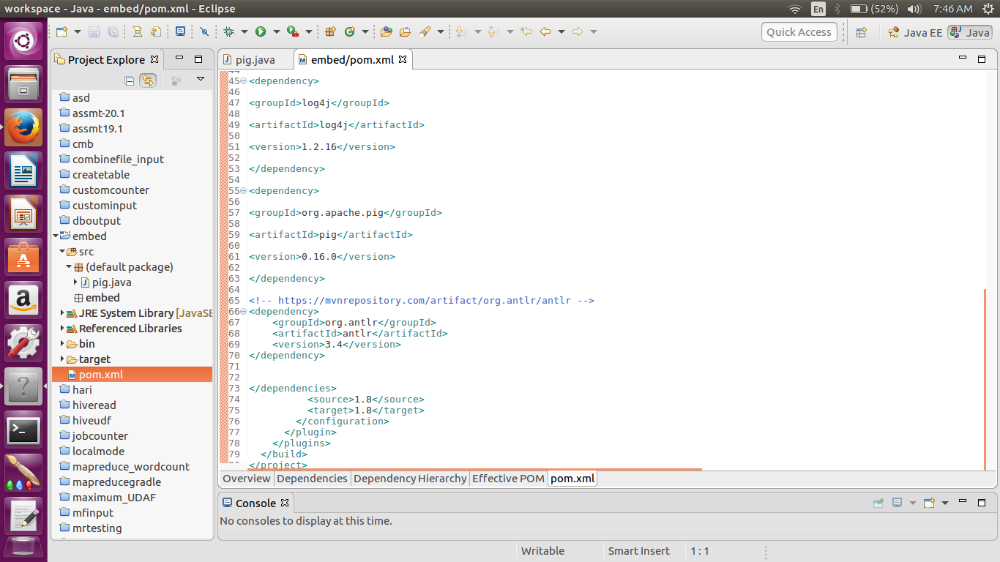 workspace - Java - embed/pom.xml - Eclipse
En
(52%)
7:46 AM
Quick Access
Java EE
Java
Project Explore
pig.java
embed/pom.xml
asd
assmt-20.1
assmt19.1
cmb
combinefile_input
createtable
customcounter
custominput
dboutput
embed
src
(default package)
pig.java
embed
JRE System Library [JavaSE
Referenced Libraries
bin
target
pom.xml
hari
hiveread
hiveudf
jobcounter
localmode
mapreduce_wordcount
mapreducegradle
maximum_UDAF
mfinput
mrtesting
44
45 <dependency>
46
47 <groupId>log4j</groupId>
48
49 <artifactId>log4j</artifactId>
50
51 <version>1.2.16</version>
52
53 </dependency>
54
55 <dependency>
56
57 <groupId>org.apache.pig</groupId>
58
59 <artifactId>pig</artifactId>
60
61 <version>0.16.0</version>
62
63 </dependency>
64
65 <!-- https://mvnrepository.com/artifact/org.antlr/antlr -->
66 <dependency>
67 <groupId>org.antlr</groupId>
68 <artifactId>antlr</artifactId>
69 <version>3.4</version>
70 </dependency>
71
72
73 </dependencies>
74 <source>1.8</source>
75 <target>1.8</target>
76 </configuration>
77 </plugin>
78 </plugins>
79 </build>
80 </project>
Overview
Dependencies
Dependency Hierarchy
Effective POM
pom.xml
Console
No consoles to display at this time.
Writable
Smart Insert
1 : 1